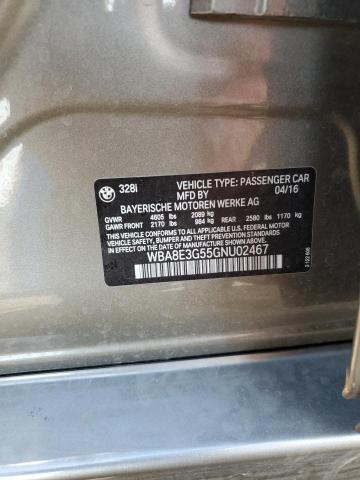 BMW 328i VEHICLE TYPE: PASSENGER CAR
MFD BY 04/16
BAYERISCHE MOTOREN WERKE AG
GVWR 4605 lbs 2089 kg
GAWR FRONT 2170 lbs 984 kg REAR 2580 lbs 1170 kg
THIS VEHICLE CONFORMS TO ALL APPLICABLE U.S. FEDERAL MOTOR
VEHICLE SAFETY, BUMPER, AND THEFT PREVENTION STANDARDS
IN EFFECT ON THE DATE OF MANUFACTURE SHOWN ABOVE.
WBA8E3G55GNU02467